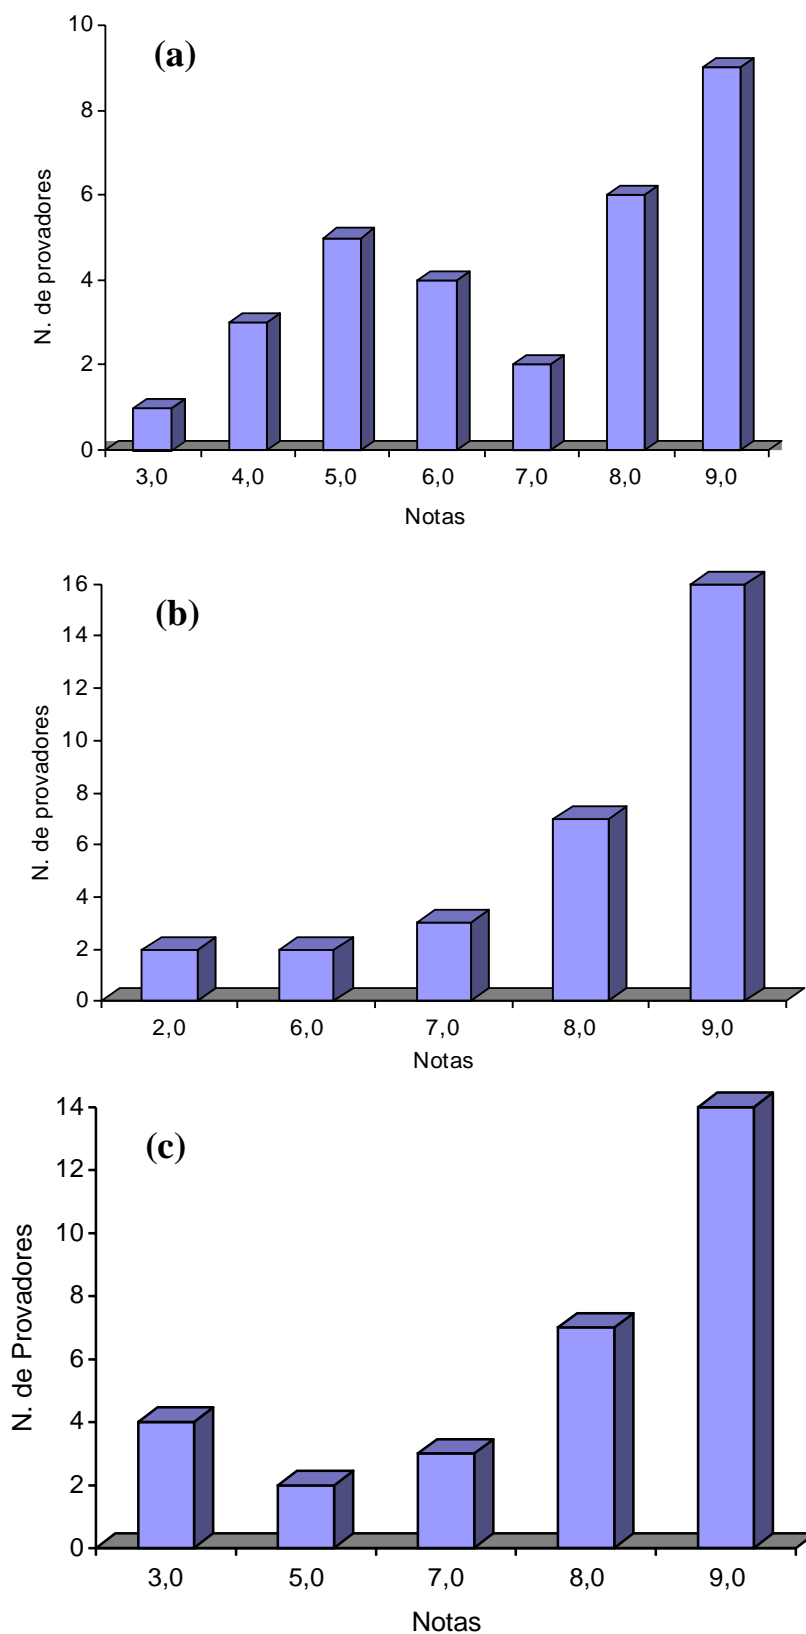 10
(a)
8
6
4
2
0
N. de provadores
3,0 4,0 5,0 6,0 7,0 8,0 9,0
Notas
16
(b)
14
12
10
8
6
4
2
0
N. de provadores
2,0 6,0 7,0 8,0 9,0
Notas
14
(c)
12
10
8
6
4
2
0
N. de Provadores
3,0 5,0 7,0 8,0 9,0
Notas